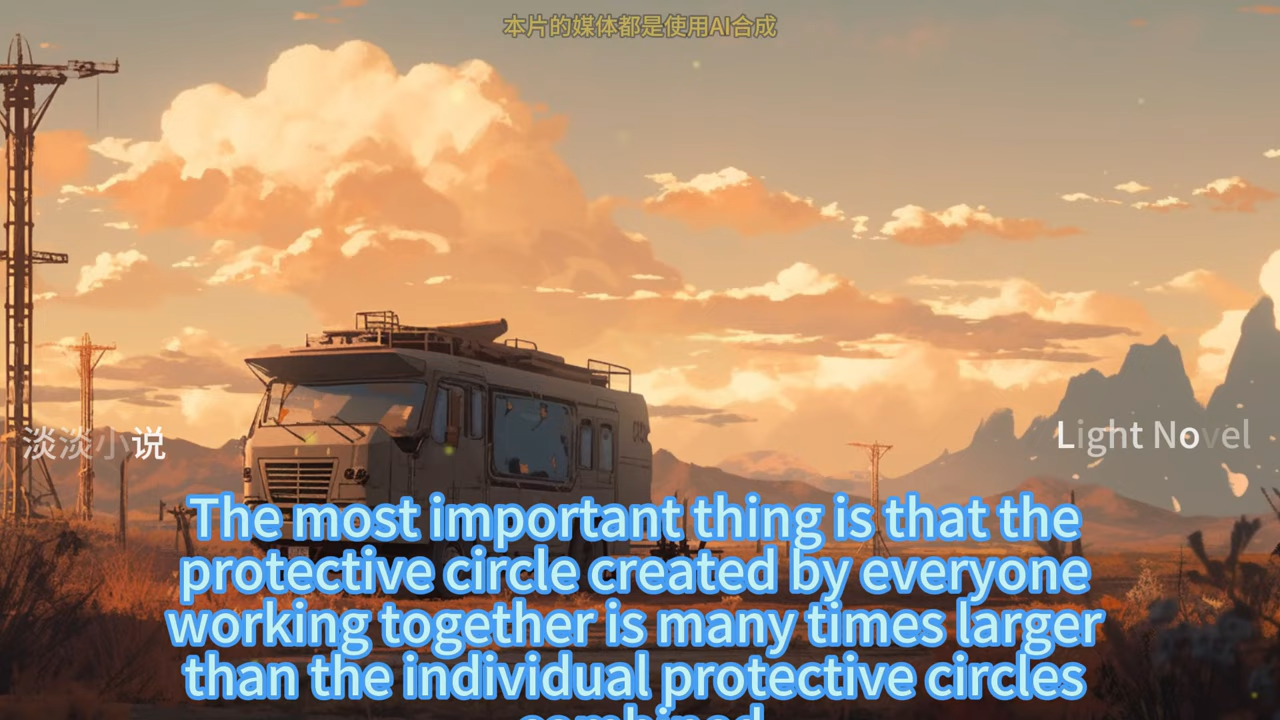 本片的媒体都是使用AI合成
淡淡小说
Light Novel
The most important thing is that the
protective circle created by everyone
working together is many times larger
than the individual protective circles
combined